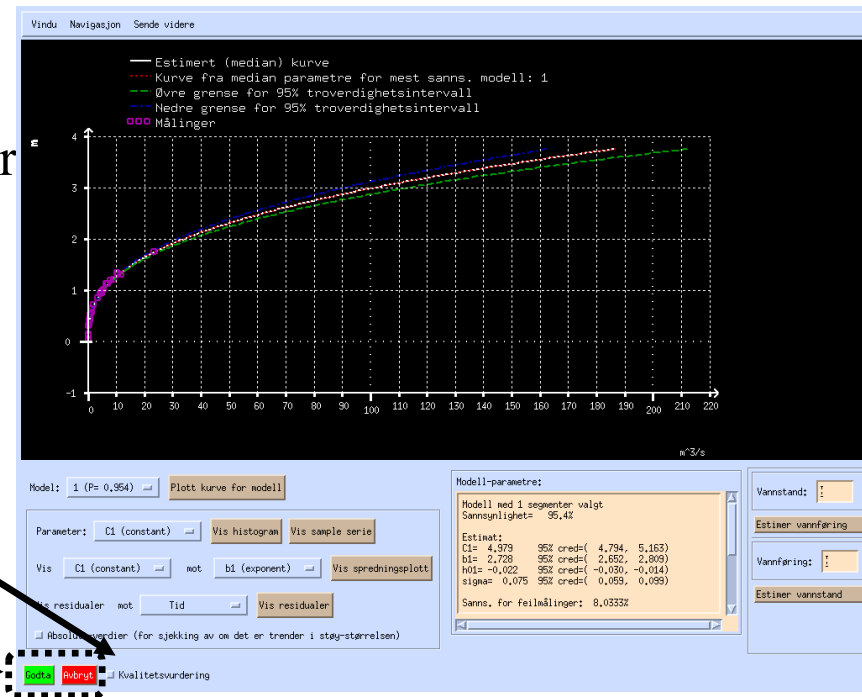 Vindu Navigasjon Sende videre
Estimert (median) kurve
Kurve fra median parametre for mest sanns. modell: 1
Øvre grense for 95% troverdighetsintervall
Nedre grense for 95% troverdighetsintervall
Målinger
r
m
4
3
2
1
0
-1
0 10 20 30 40 50 60 70 80 90 100 110 120 130 140 150 160 170 180 190 200 210 220
m^3/s
Model: 1 (P= 0.954) Plott kurve for modell
Parameter: C1 (constant) Vis histogram Vis sample serie
Vis C1 (constant) mot b1 (exponent) Vis spredningsplott
Vis residualer mot Tid Vis residualer
Absoluttverdier (for sjekking av om det er trender i støy-størrelsen)
Godta Avbryt Kvalitetsvurdering
Modell-parametre:
Modell med 1 segmenter valgt
Sannsynlighet= 95.4%
Estimat:
C1= 4.979 95% cred=( 4.794, 5.163)
b1= 2.728 95% cred=( 2.652, 2.809)
h01=-0.022 95% cred=( -0.030, -0.014)
sigma= 0.075 95% cred=( 0.059, 0.099)
Sanns. for feilmålinger: 8.0333%
Vannstand:
Estimer vannføring
Vannføring:
Estimer vannstand